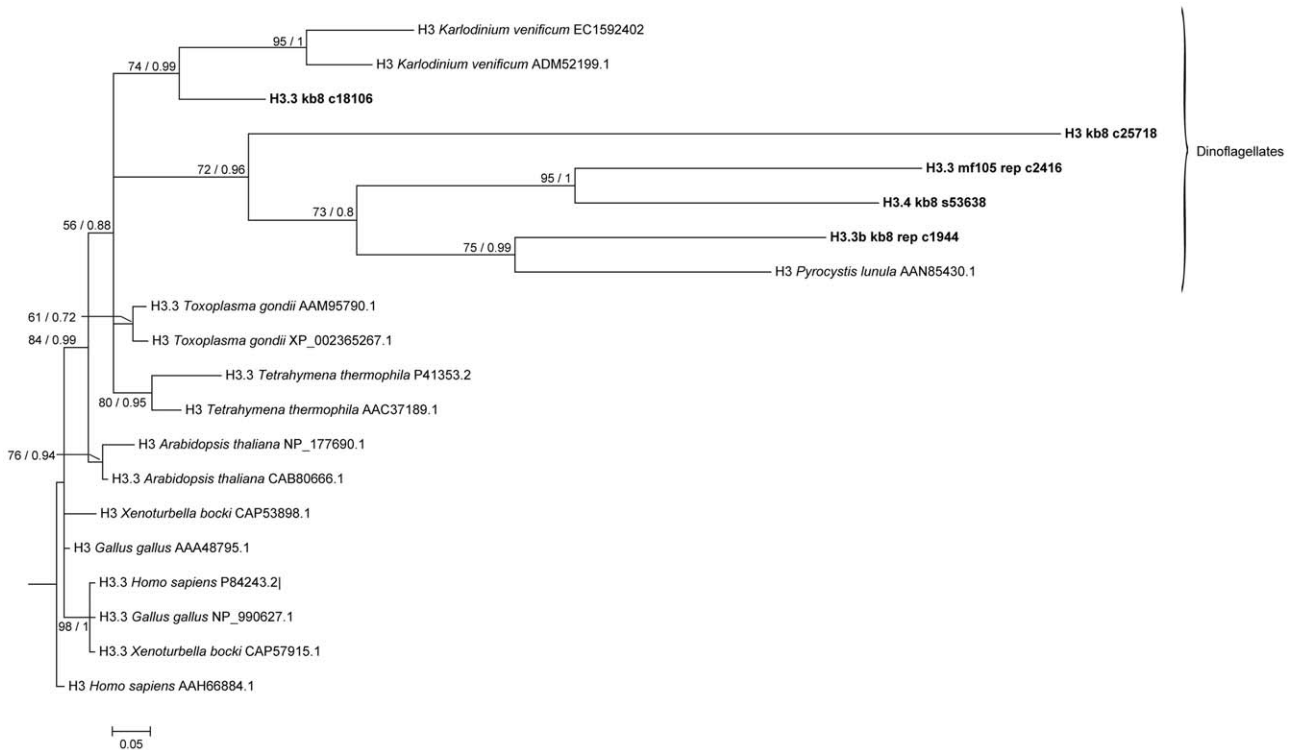 H3 Karlodinium venificum EC1592402
95 / 1
H3 Karlodinium venificum ADM52199.1
74 / 0.99
H3.3 kb8 c18106
H3 kb8 c25718
Dinoflagellates
72 / 0.96
H3.3 mf105 rep c2416
95 / 1
H3.4 kb8 s53638
73 / 0.8
56 / 0.88
H3.3b kb8 rep c1944
75 / 0.99
H3 Pyrocystis lunula AAN85430.1
H3.3 Toxoplasma gondii AAM95790.1
61 / 0.72
84 / 0.99
H3 Toxoplasma gondii XP_002365267.1
H3.3 Tetrahymena thermophila P41353.2
80 / 0.95
H3 Tetrahymena thermophila AAC37189.1
H3 Arabidopsis thaliana NP_177690.1
76 / 0.94
H3.3 Arabidopsis thaliana CAB80666.1
H3 Xenoturbella bocki CAP53898.1
H3 Gallus gallus AAA48795.1
H3.3 Homo sapiens P84243.2|
H3.3 Gallus gallus NP_990627.1
98 / 1
H3.3 Xenoturbella bocki CAP57915.1
H3 Homo sapiens AAH66884.1
0.05